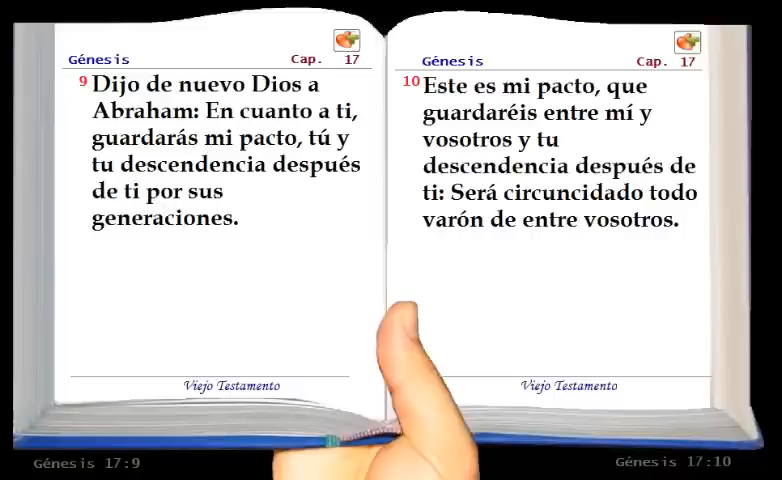 Génesis Cap. 17
9 Dijo de nuevo Dios a
Abraham: En cuanto a ti,
guardarás mi pacto, tú y
tu descendencia después
de ti por sus
generaciones.
Viejo Testamento
Génesis 17:9
Génesis Cap. 17
10 Este es mi pacto, que
guardaréis entre mí y
vosotros y tu
descendencia después de
ti: Será circuncidado todo
varón de entre vosotros.
Viejo Testamento
Génesis 17:10